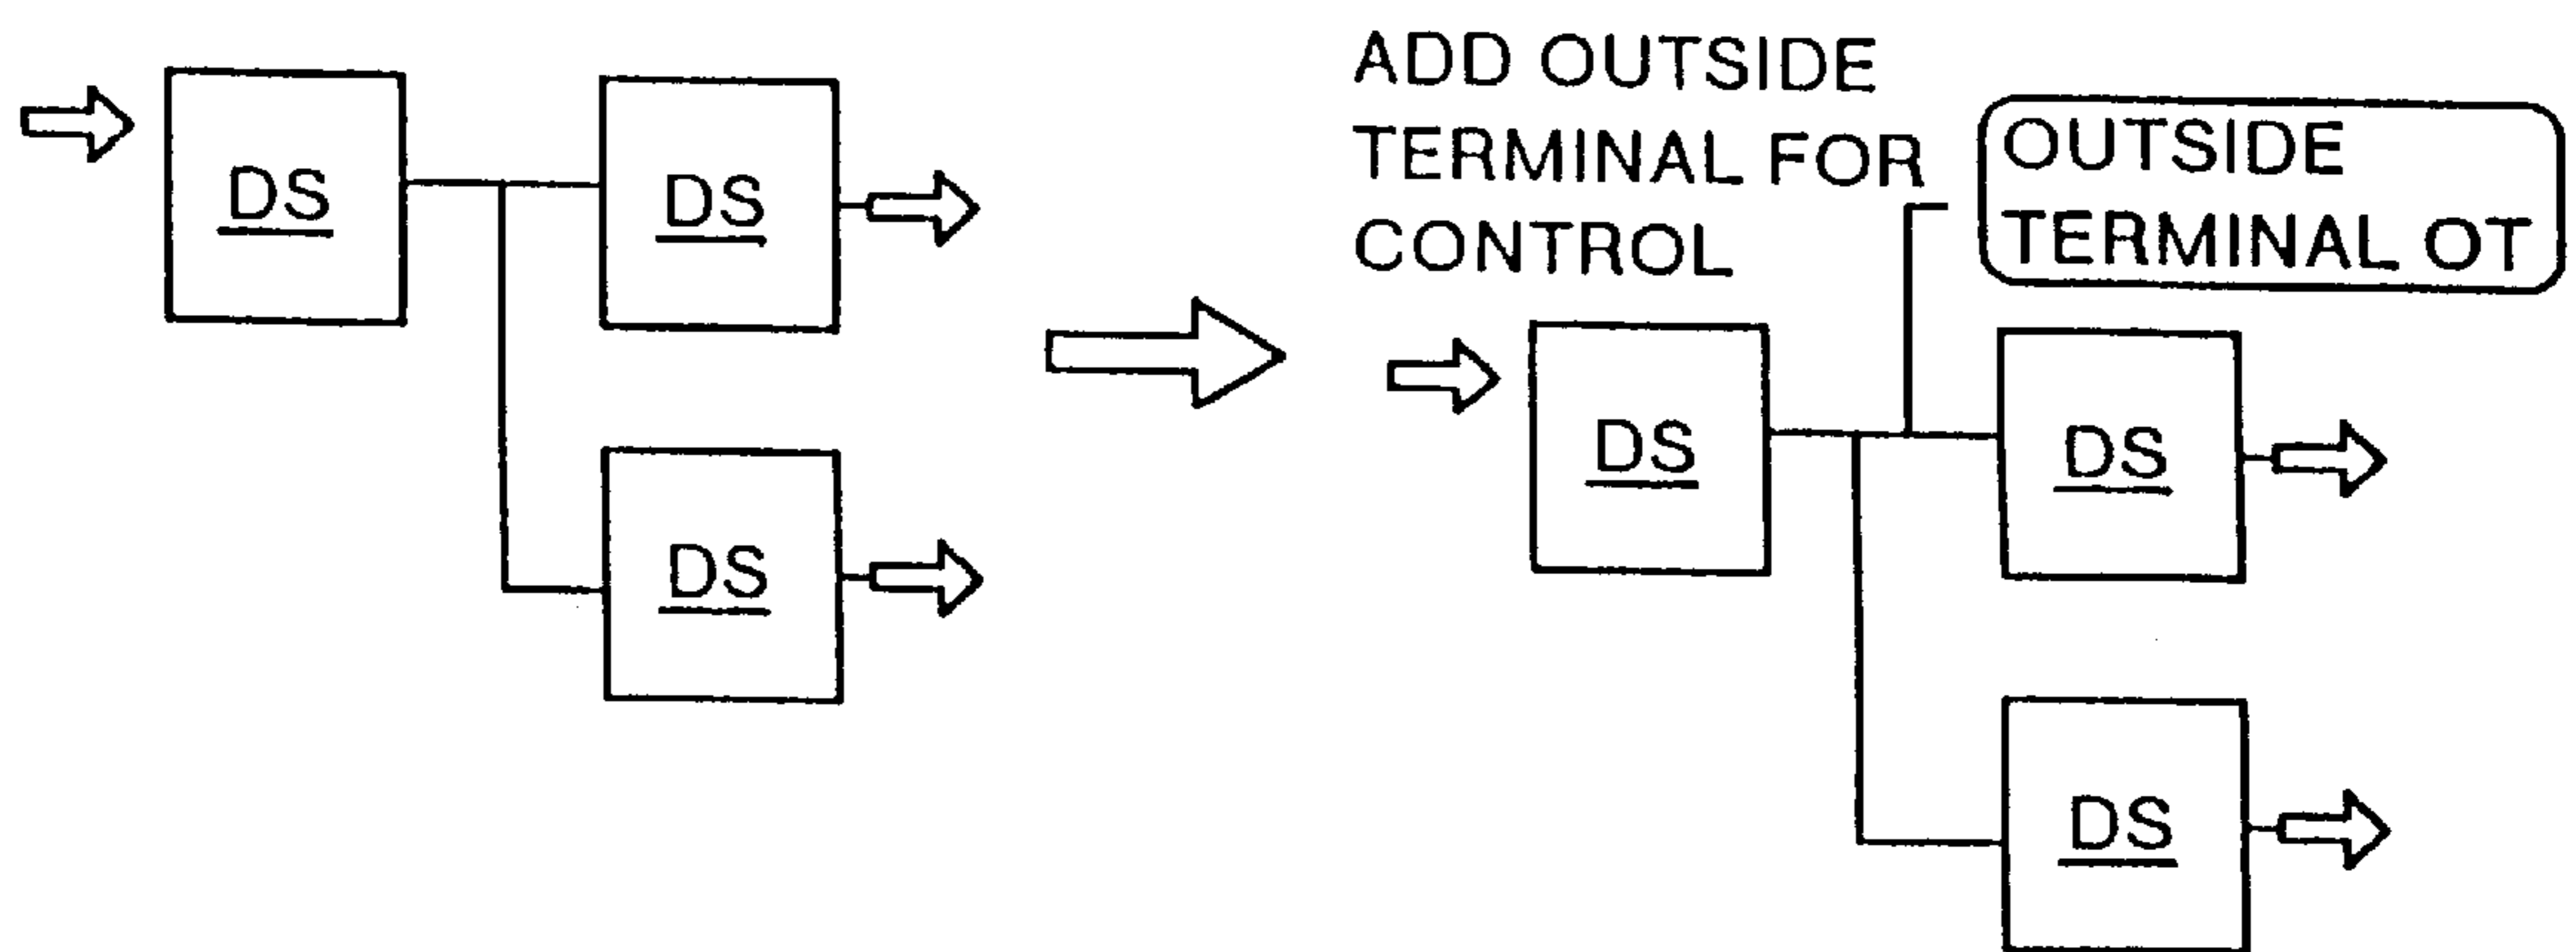 DS
DS
DS
ADD OUTSIDE
TERMINAL FOR
CONTROL
OUTSIDE
TERMINAL OT
DS
DS
DS